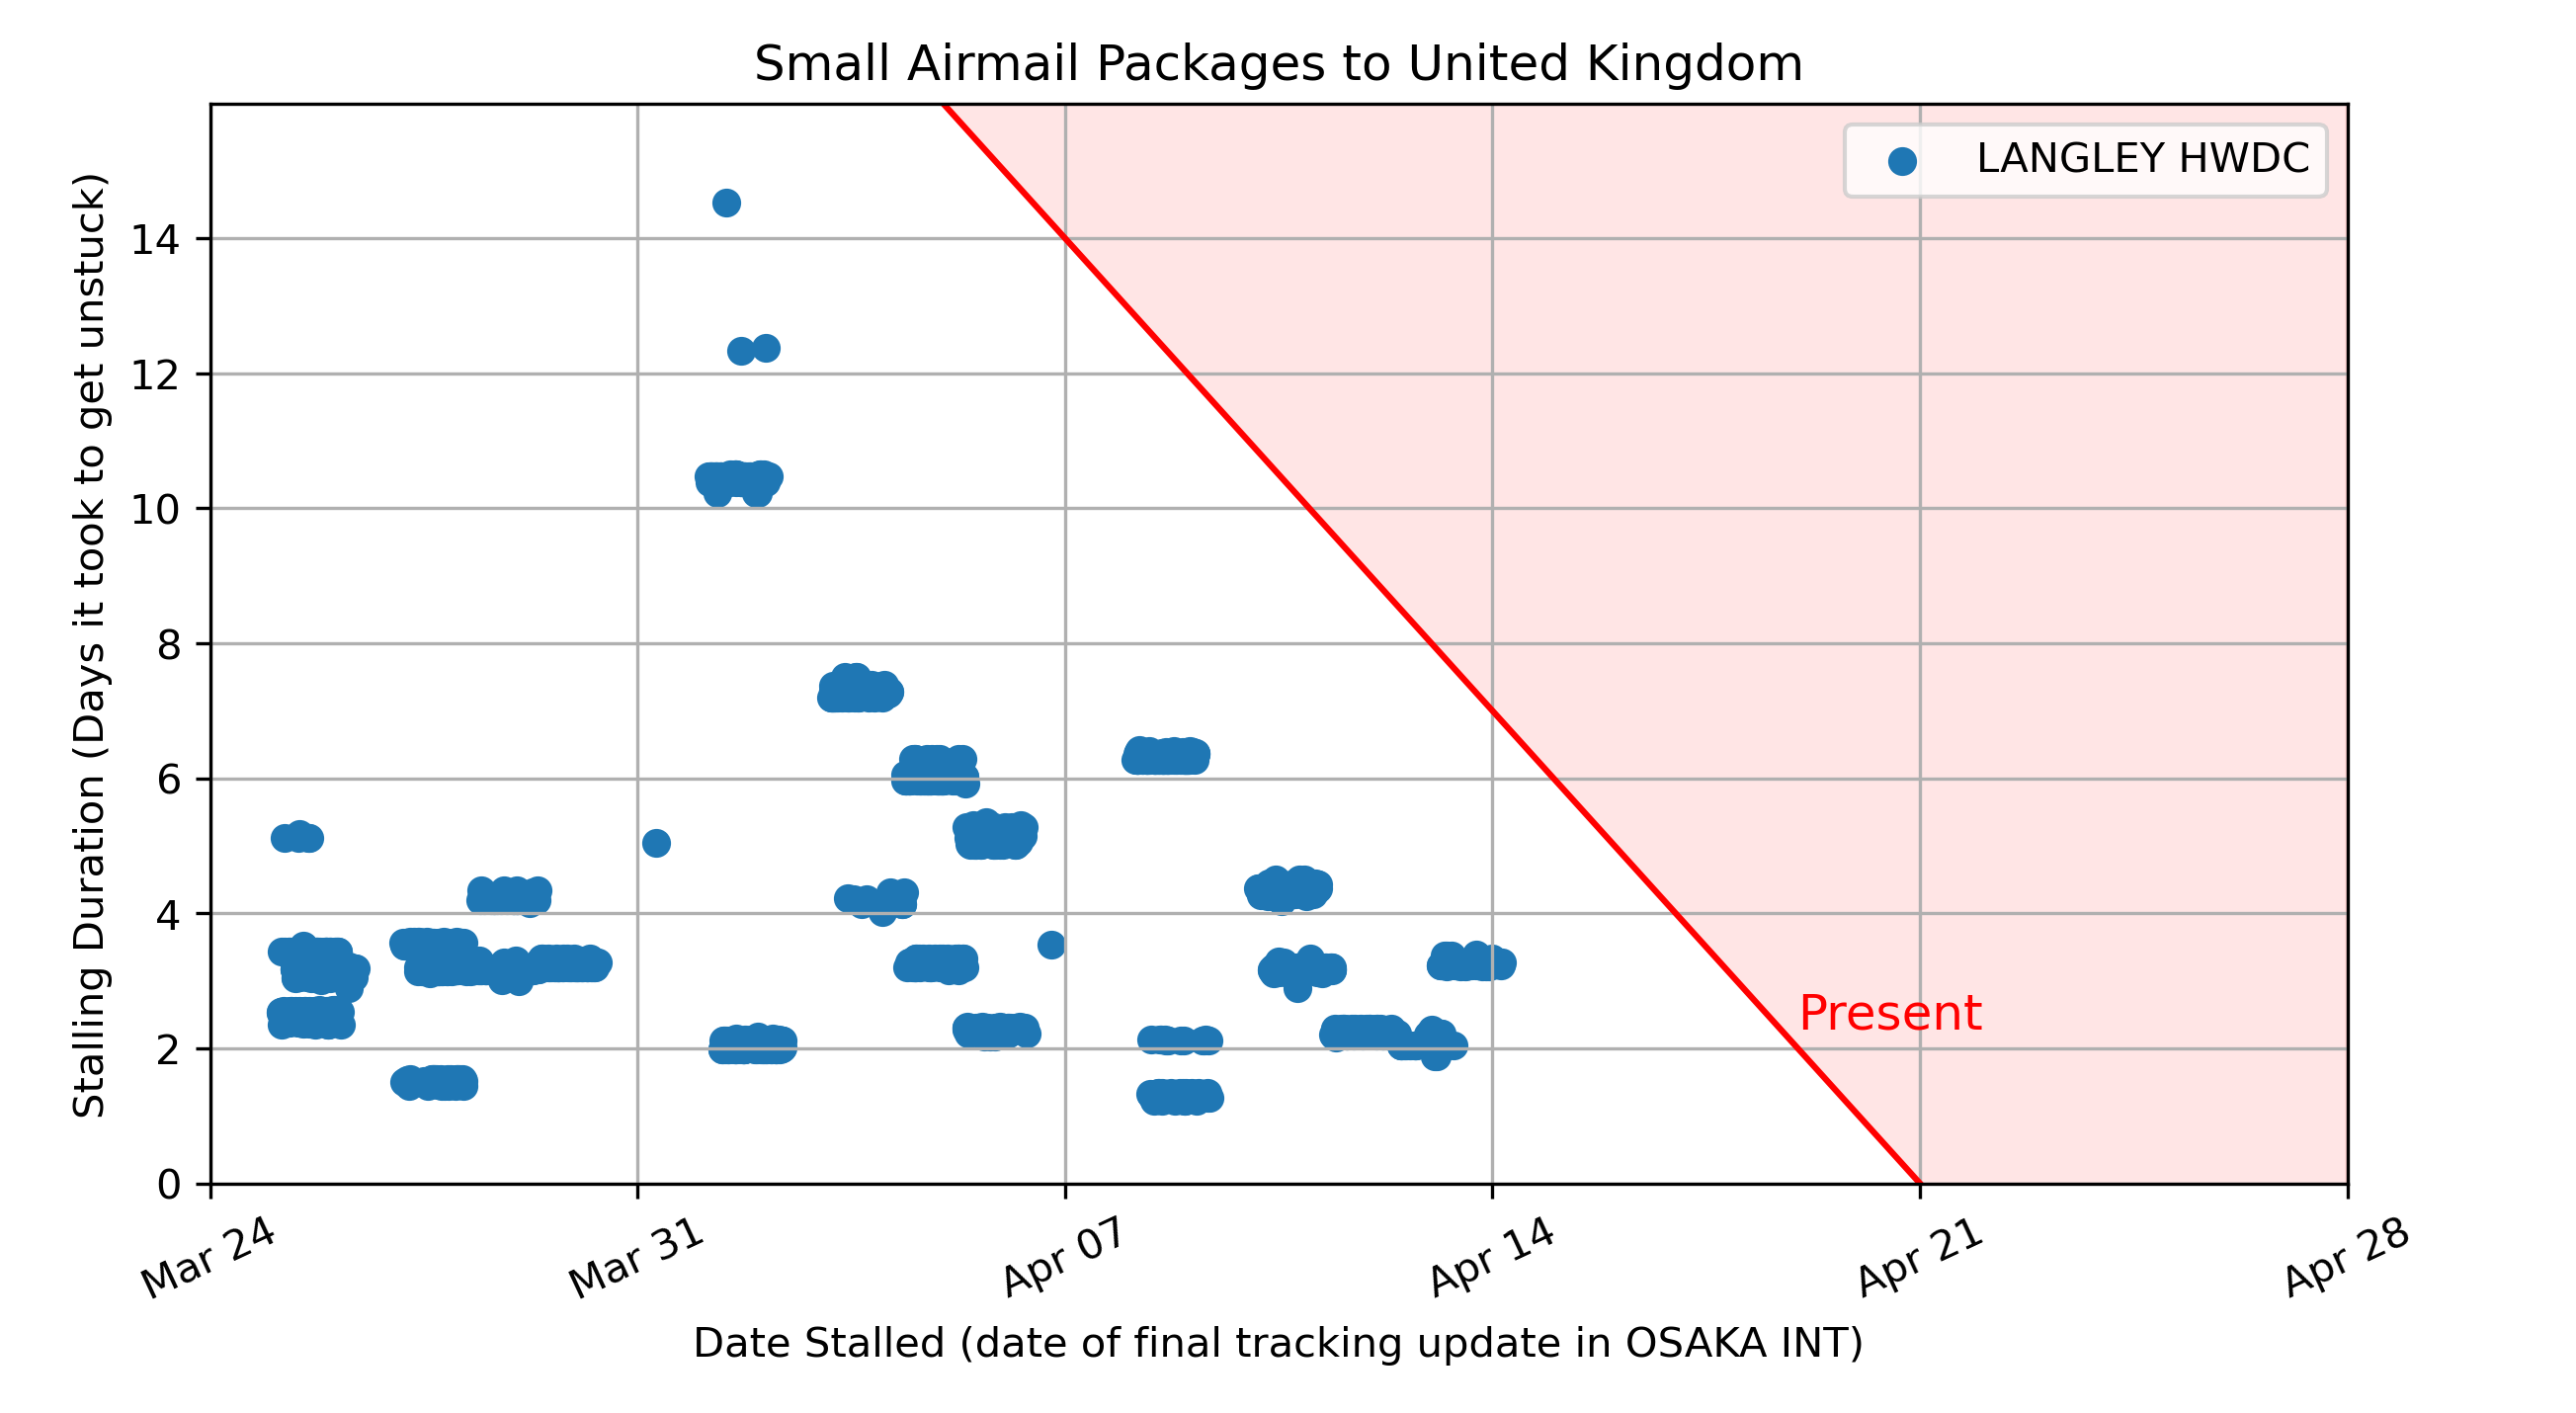 Small Airmail Packages to United Kingdom
LANGLEY HWDC
Stalling Duration (Days it took to get unstuck)
14
12
10
8
6
4
2
0
Present
Mar 24
Mar 31
Apr 07
Apr 14
Apr 21
Apr 28
Date Stalled (date of final tracking update in OSAKA INT)